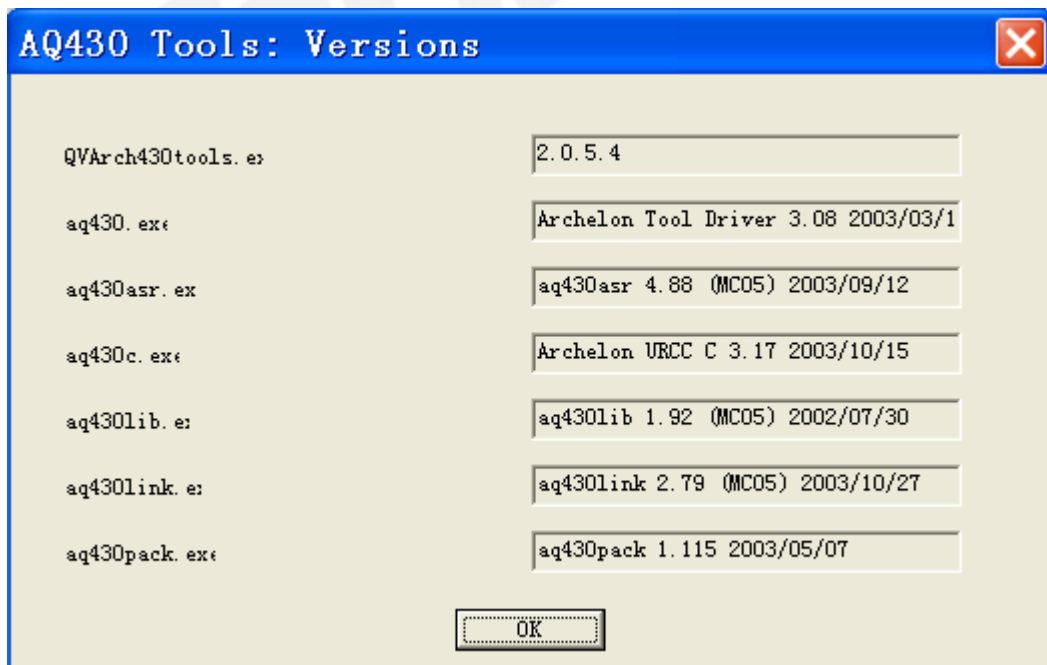 AQ430 Tools: Versions
QVArch430tools.ex 2.0.5.4
aq430.exe Archelon Tool Driver 3.08 2003/03/1
aq430asr.ex aq430asr 4.88 (MC05) 2003/09/12
aq430c.exe Archelon URCC C 3.17 2003/10/15
aq430lib.ex aq430lib 1.92 (MC05) 2002/07/30
aq430link.ex aq430link 2.79 (MC05) 2003/10/27
aq430pack.exe aq430pack 1.115 2003/05/07
OK